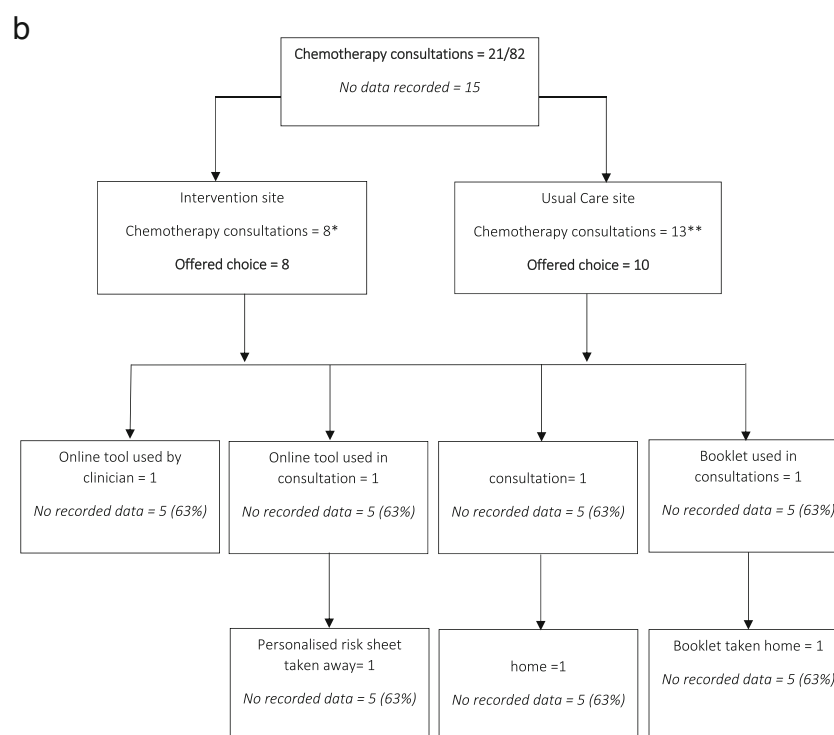 b
Chemotherapy consultations = 21/82
No data recorded = 15
Intervention site
Chemotherapy consultations = 8*
Offered choice = 8
Usual Care site
Chemotherapy consultations = 13**
Offered choice = 10
Online tool used by
clinician = 1
No recorded data = 5 (63%)
Online tool used in
consultation = 1
No recorded data = 5 (63%)
consultation= 1
No recorded data = 5 (63%)
Booklet used in
consultations = 1
No recorded data = 5 (63%)
Personalised risk sheet
taken away= 1
No recorded data = 5 (63%)
home =1
No recorded data = 5 (63%)
Booklet taken home = 1
No recorded data = 5 (63%)